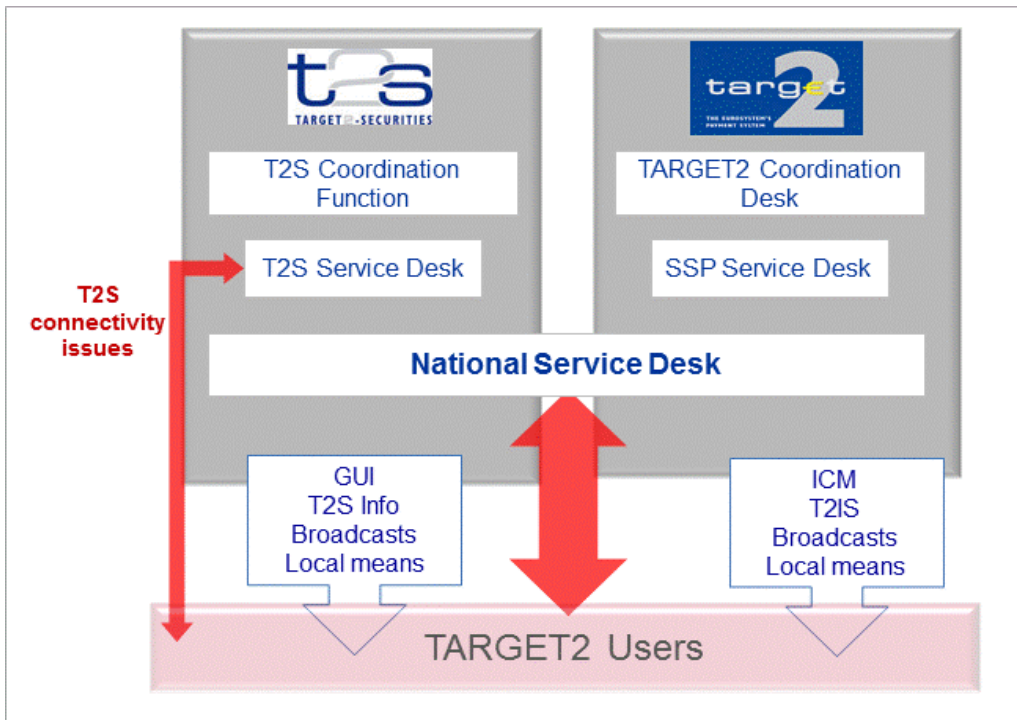 t2s
TARGET2-SECURITIES
target
2
THE EUROSYSTEM'S
PAYMENT SYSTEM
T2S Coordination
Function
TARGET2 Coordination
Desk
T2S Service Desk
SSP Service Desk
T2S
connectivity
issues
National Service Desk
GUI
T2S Info
Broadcasts
Local means
ICM
T2IS
Broadcasts
Local means
TARGET2 Users